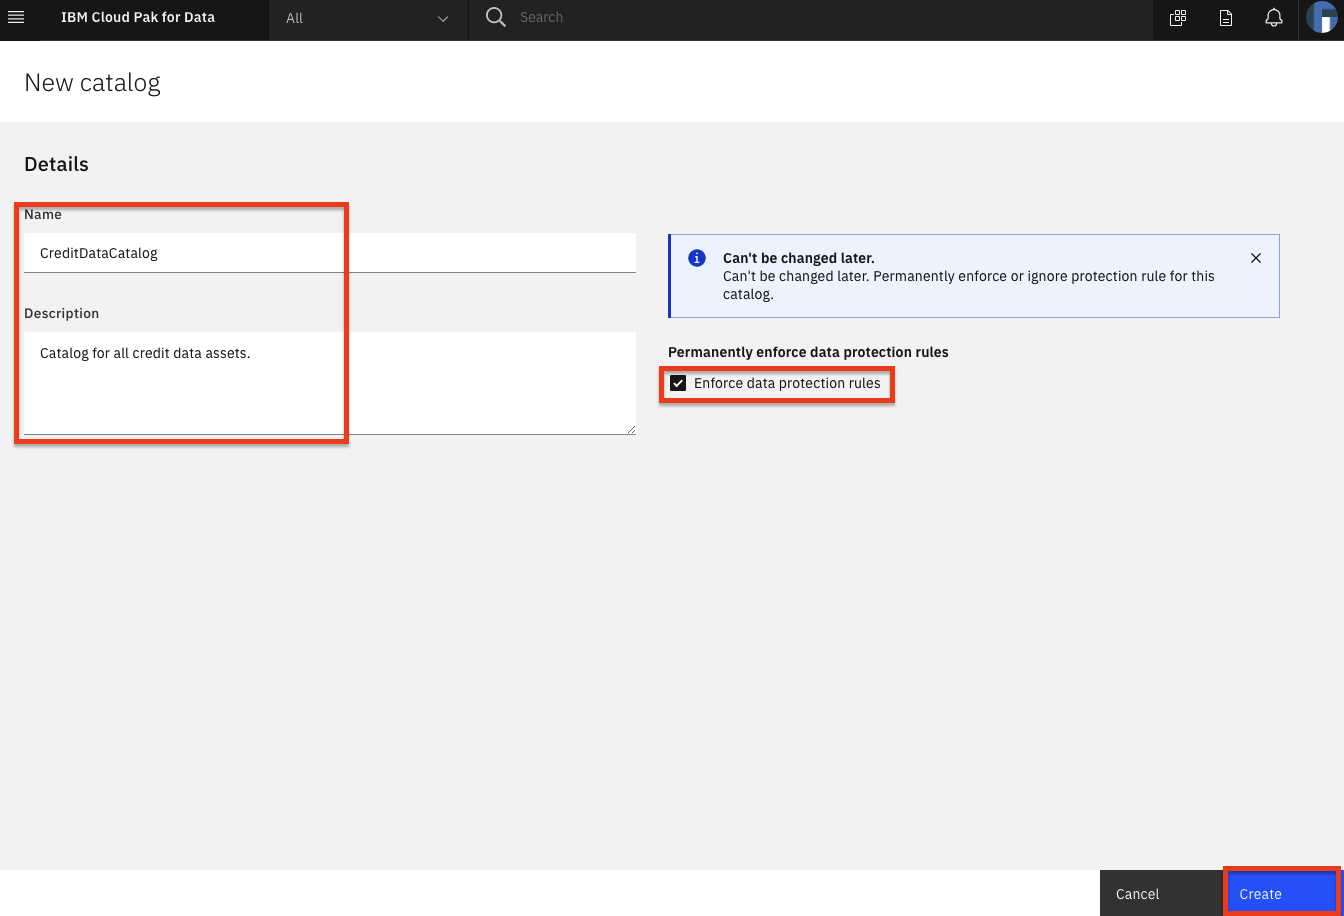 IBM Cloud Pak for Data
All
Search
New catalog
Details
Name
CreditDataCatalog
Description
Catalog for all credit data assets.
Can't be changed later.
Can't be changed later. Permanently enforce or ignore protection rule for this
catalog.
Permanently enforce data protection rules
Enforce data protection rules
Cancel
Create